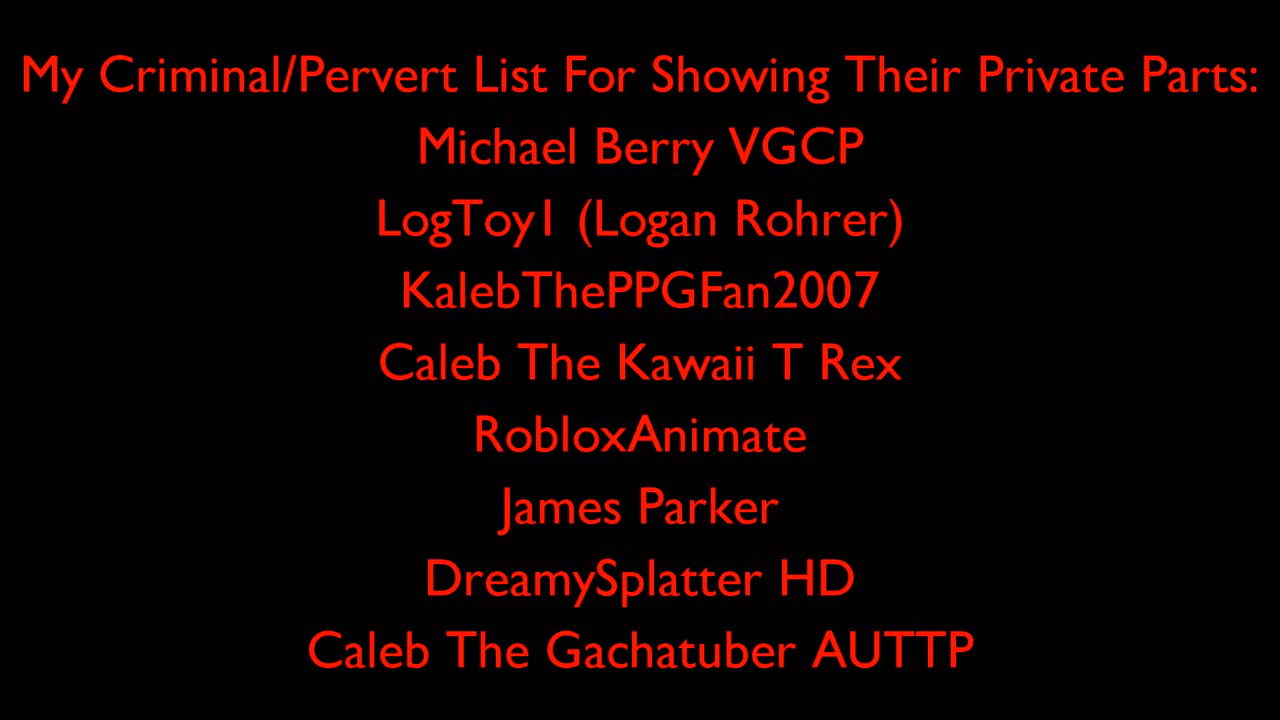 My Criminal/Pervert List For Showing Their Private Parts:
Michael Berry VGCP
LogToy1 (Logan Rohrer)
KalebThePPGFan2007
Caleb The Kawaii T Rex
RobloxAnimate
James Parker
DreamySplatter HD
Caleb The Gachatuber AUTTP